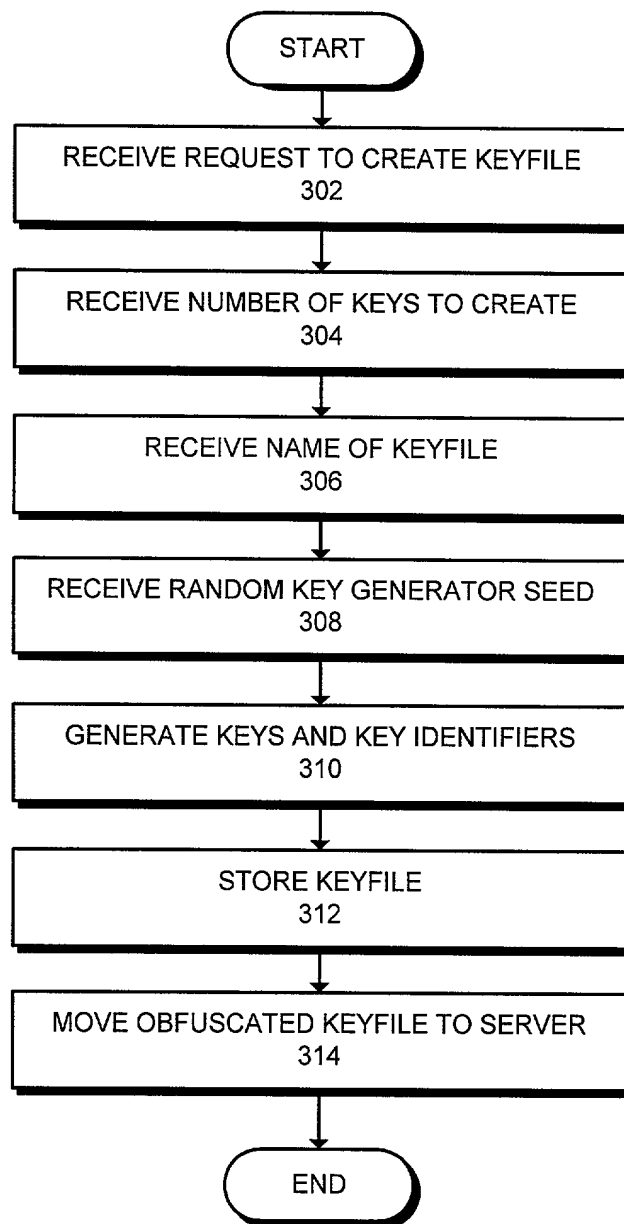 START
RECEIVE REQUEST TO CREATE KEYFILE
302
RECEIVE NUMBER OF KEYS TO CREATE
304
RECEIVE NAME OF KEYFILE
306
RECEIVE RANDOM KEY GENERATOR SEED
308
GENERATE KEYS AND KEY IDENTIFIERS
310
STORE KEYFILE
312
MOVE OBFUSCATED KEYFILE TO SERVER
314
END